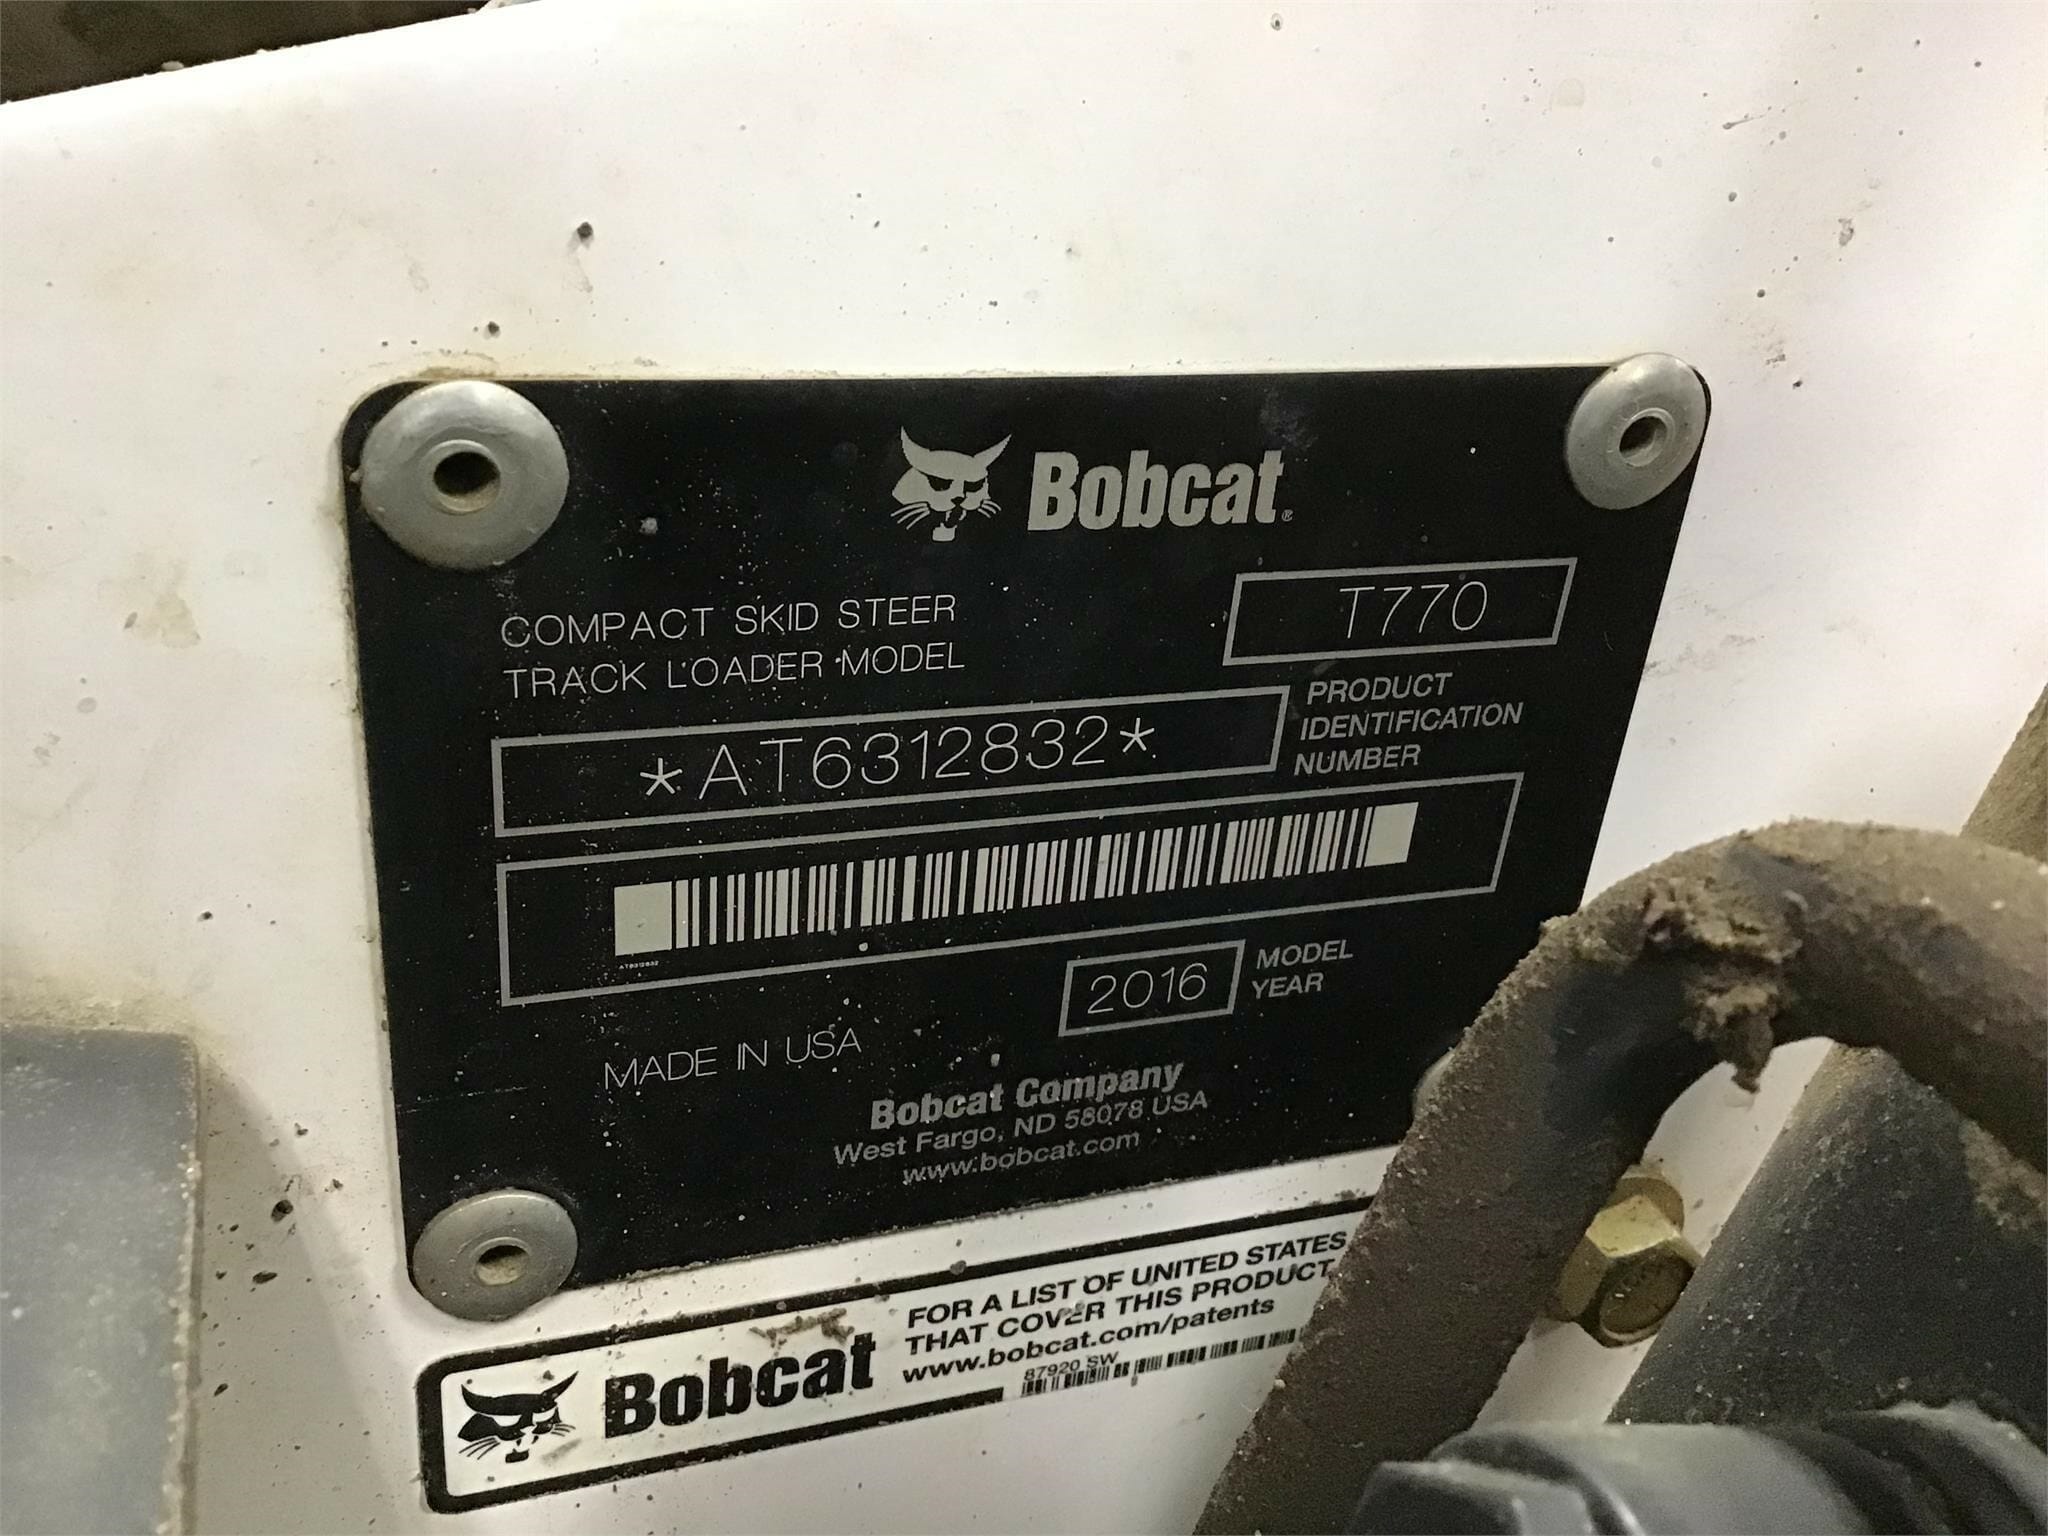 Bobcat®
COMPACT SKID STEER
TRACK LOADER MODEL
T770
*AT6312832*
PRODUCT
IDENTIFICATION
NUMBER
AT6312832
2016
MODEL
YEAR
MADE IN USA
Bobcat Company
West Fargo, ND 58078 USA
www.bobcat.com
Bobcat
FOR A LIST OF UNITED STATES
THAT COVER THIS PRODUCT
www.bobcat.com/patents
87920 SW